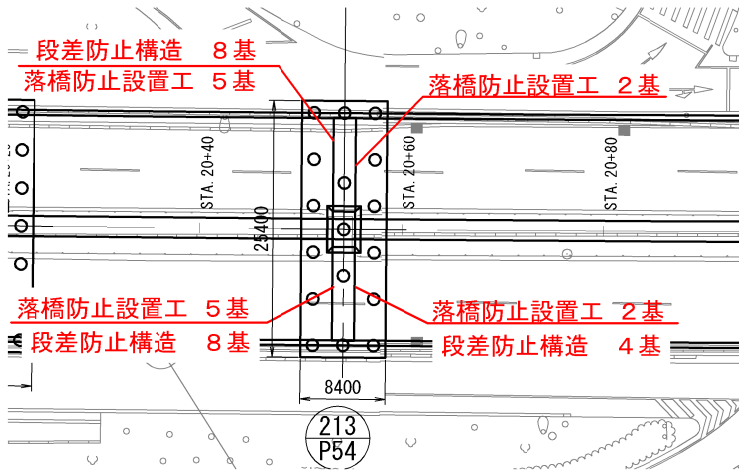 段差防止構造 8基
落橋防止設置工 5基
落橋防止設置工 2基
STA. 20+40
STA. 20+60
STA. 20+80
25400
落橋防止設置工 5基
段差防止構造 8基
落橋防止設置工 2基
段差防止構造 4基
8400
213
P54